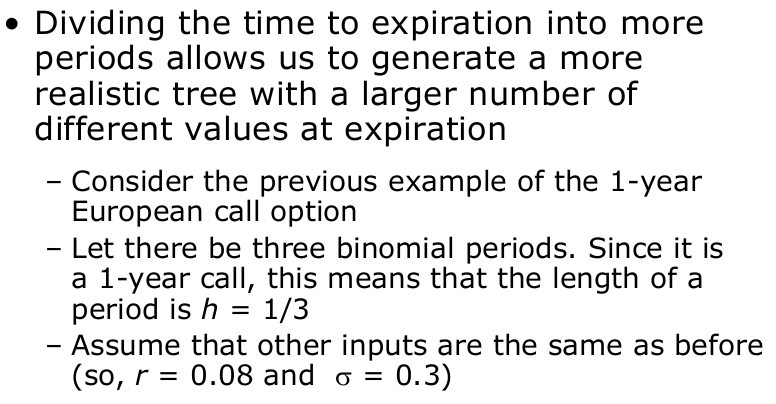 • Dividing the time to expiration into more
periods allows us to generate a more
realistic tree with a larger number of
different values at expiration
– Consider the previous example of the 1-year
European call option
– Let there be three binomial periods. Since it is
a 1-year call, this means that the length of a
period is h = 1/3
– Assume that other inputs are the same as before
(so, r = 0.08 and σ = 0.3)